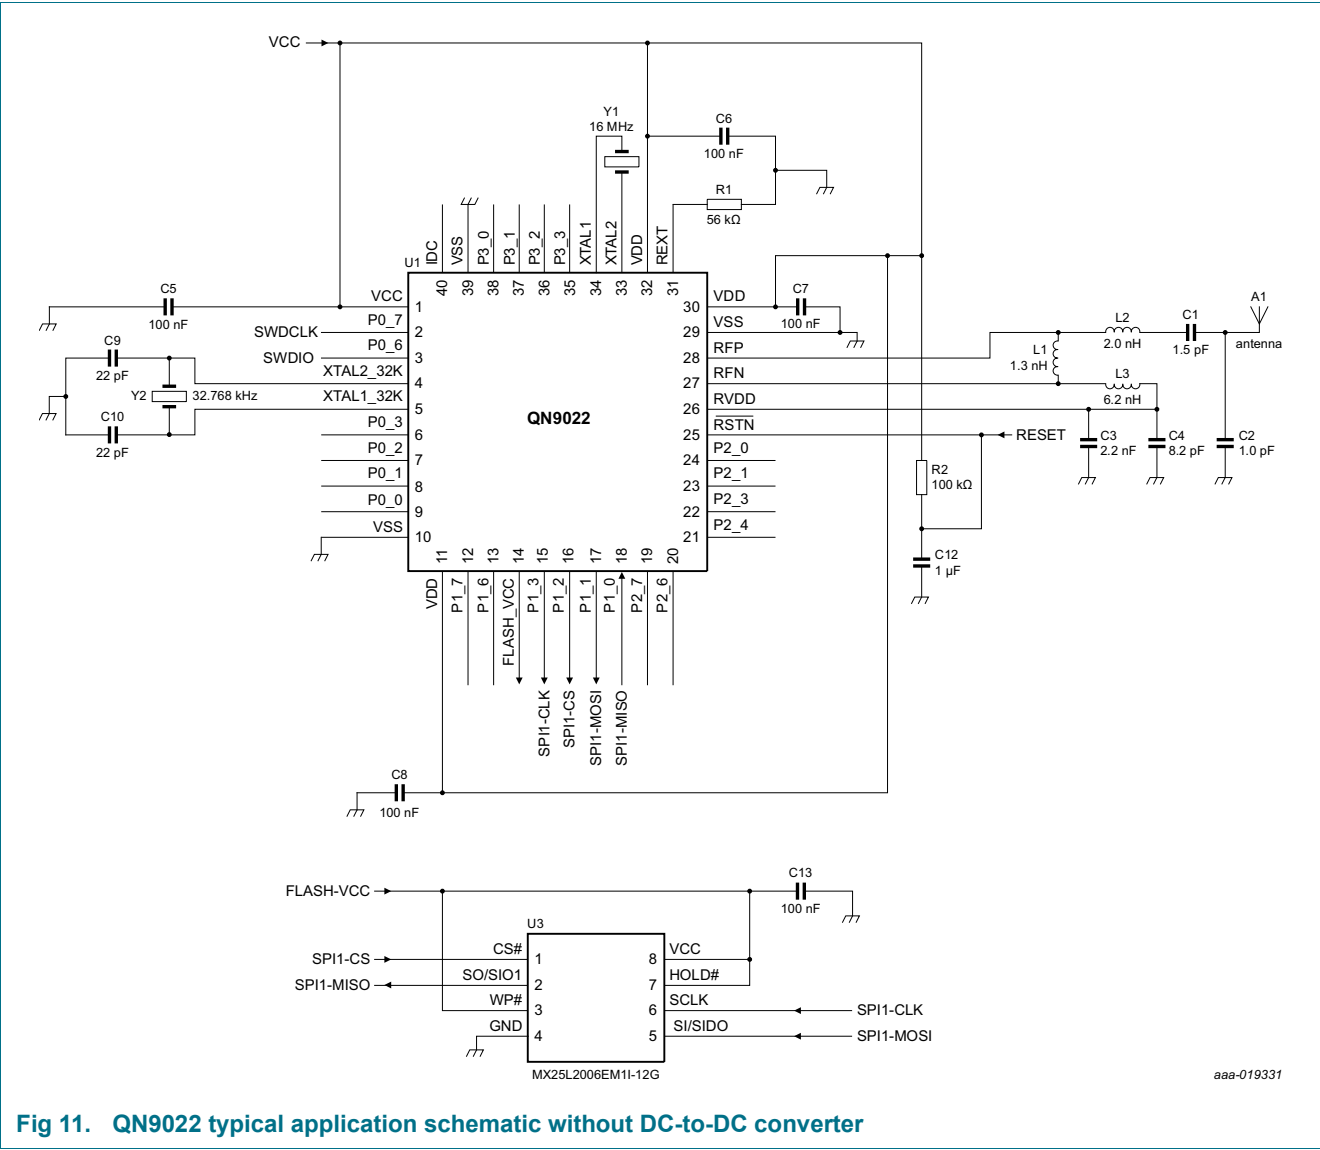 VCC
Y1
16 MHz
C6
100 nF
R1
56 kΩ
U1
IDC
VSS
P3_0
P3_1
P3_2
P3_3
XTAL1
XTAL2
VDD
REXT
40
39
38
37
36
35
34
33
32
31
C5
100 nF
VCC
1
SWDCLK
P0_7
2
SWDIO
P0_6
3
C9
22 pF
XTAL2_32K
4
Y2
32.768 kHz
XTAL1_32K
5
C10
22 pF
P0_3
6
P0_2
7
P0_1
8
P0_0
9
VSS
10
QN9022
30
VDD
C7
100 nF
29
VSS
28
RFP
27
RFN
26
RVDD
25
RSTN
RESET
24
P2_0
23
P2_1
22
P2_3
21
P2_4
L1
1.3 nH
L2
2.0 nH
C1
1.5 pF
A1
antenna
L3
6.2 nH
C3
2.2 nF
C4
8.2 pF
C2
1.0 pF
R2
100 kΩ
C12
1 µF
11
12
13
14
15
16
17
18
19
20
VDD
P1_7
P1_6
FLASH_VCC
P1_3
P1_2
P1_1
P1_0
P2_7
P2_6
SPI1-CLK
SPI1-CS
SPI1-MOSI
SPI1-MISO
C8
100 nF
FLASH-VCC
C13
100 nF
U3
SPI1-CS
CS#
1
SPI1-MISO
SO/SIO1
2
WP#
3
GND
4
8
VCC
7
HOLD#
6
SCLK
SPI1-CLK
5
SI/SIDO
SPI1-MOSI
MX25L2006EM1I-12G
aaa-019331
Fig 11. QN9022 typical application schematic without DC-to-DC converter